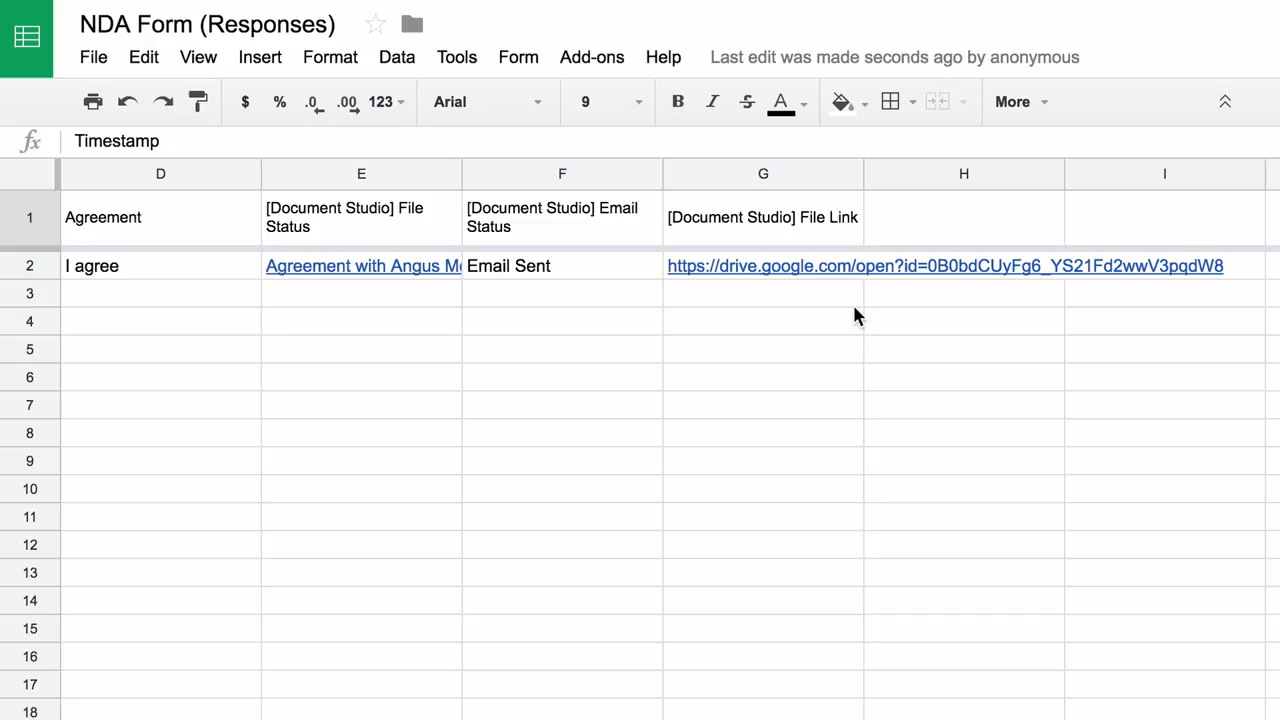 NDA Form (Responses)
File Edit View Insert Format Data Tools Form Add-ons Help Last edit was made seconds ago by anonymous
$ % .0 .00 123 Arial 9 B I S A More
fx Timestamp
D E F G H I
1 Agreement [Document Studio] File Status [Document Studio] Email Status [Document Studio] File Link
2 I agree Agreement with Angus Mc Email Sent https://drive.google.com/open?id=0B0bdCUyFg6_YS21Fd2wwV3pqdW8
3
4
5
6
7
8
9
10
11
12
13
14
15
16
17
18